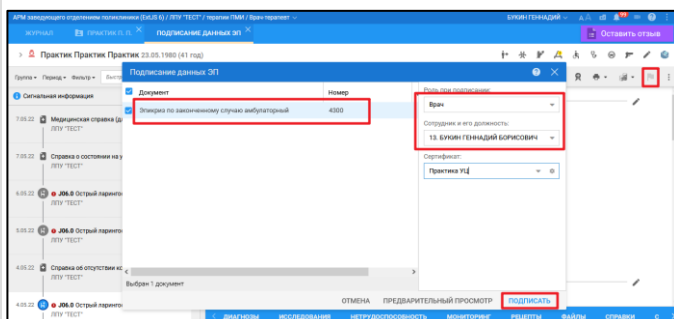 АРМ заведующего отделением поликлиники (ExtJS 6) / ЛПУ "ТЕСТ" / терапии ПМИ / Врач-терапевт
БУКИН ГЕННАДИЙ
ЖУРНАЛ
ПРАКТИК П. П.
ПОДПИСАНИЕ ДАННЫХ ЭП
Оставить отзыв
Практик Практик Практик 23.05.1980 (41 год)
Группа
Период
Фильтр
Подписание данных ЭП
Сигнальная информация
Документ
Номер
Эпикриз по законченному случаю амбулаторный
4300
Роль при подписании:
Врач
Сотрудник и его должность:
13. БУКИН ГЕННАДИЙ БОРИСОВИЧ
Сертификат:
Практика УЦ
7.05.22 Медицинская справка
ЛПУ "ТЕСТ"
7.05.22 Справка о состоянии на у
ЛПУ "ТЕСТ"
6.05.22 J06.0 Острый ларинго
ЛПУ "ТЕСТ"
5.05.22 J06.0 Острый ларинго
ЛПУ "ТЕСТ"
4.05.22 Справка об отсутствии ко
ЛПУ "ТЕСТ"
Выбран 1 документ
ОТМЕНА ПРЕДВАРИТЕЛЬНЫЙ ПРОСМОТР ПОДПИСАТЬ
4.05.22 J06.0 Острый ларинго
ЛПУ "ТЕСТ"
ДИАГНОЗЫ ИССЛЕДОВАНИЯ НЕТРУДОСПОСОБНОСТЬ МОНИТОРИНГ РЕЦЕПТЫ ФАЙЛЫ СПРАВКИ С